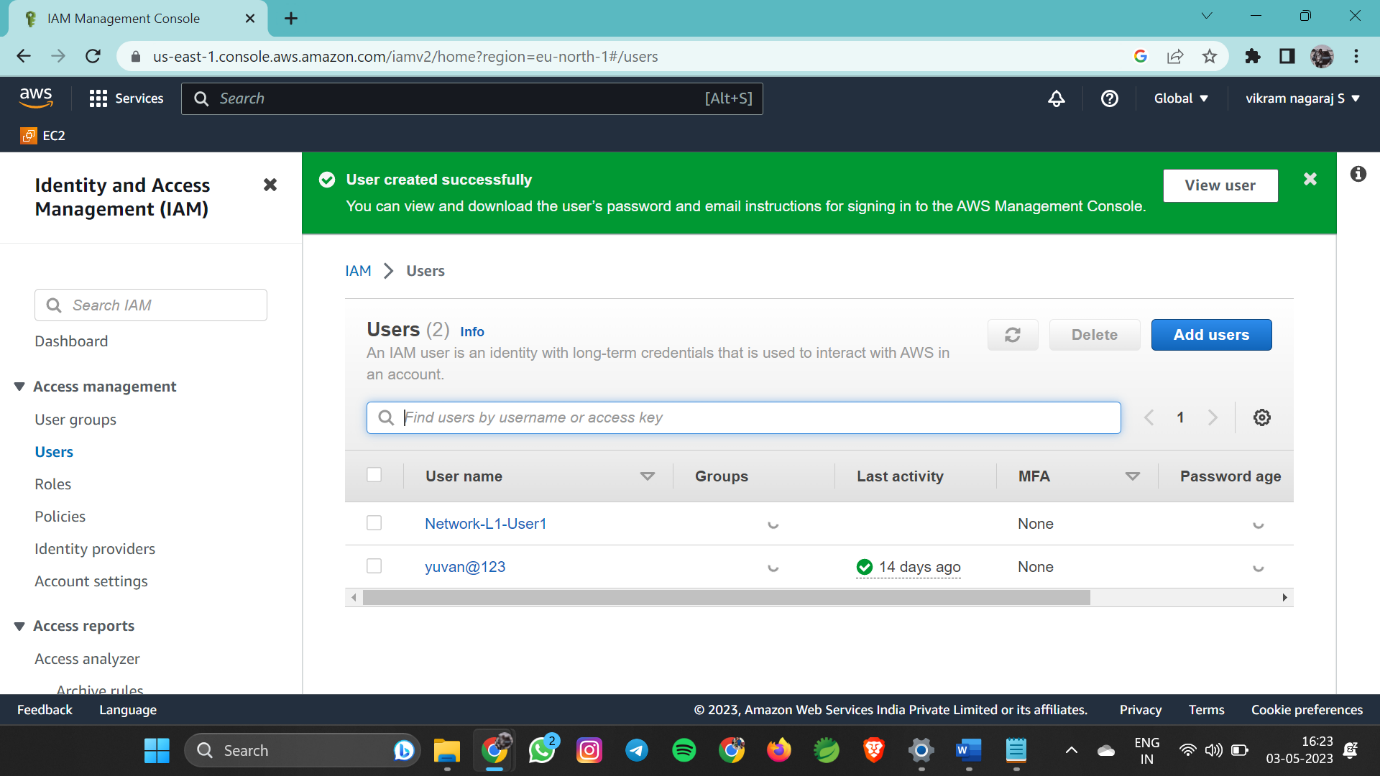 IAM Management Console
us-east-1.console.aws.amazon.com/iamv2/home?region=eu-north-1#/users
aws
Services
Search
[Alt+S]
Global
vikram nagaraj S
EC2
Identity and Access
Management (IAM)
Search IAM
Dashboard
Access management
User groups
Users
Roles
Policies
Identity providers
Account settings
Access reports
Access analyzer
Archive rules
User created successfully
You can view and download the user's password and email instructions for signing in to the AWS Management Console.
View user
IAM > Users
Users (2) Info
An IAM user is an identity with long-term credentials that is used to interact with AWS in
an account.
Delete
Add users
Find users by username or access key
1
User name Groups Last activity MFA Password age
Network-L1-User1 None
yuvan@123 14 days ago None
Feedback Language © 2023, Amazon Web Services India Private Limited or its affiliates. Privacy Terms Cookie preferences
Search
2
ENG
IN
16:23
03-05-2023